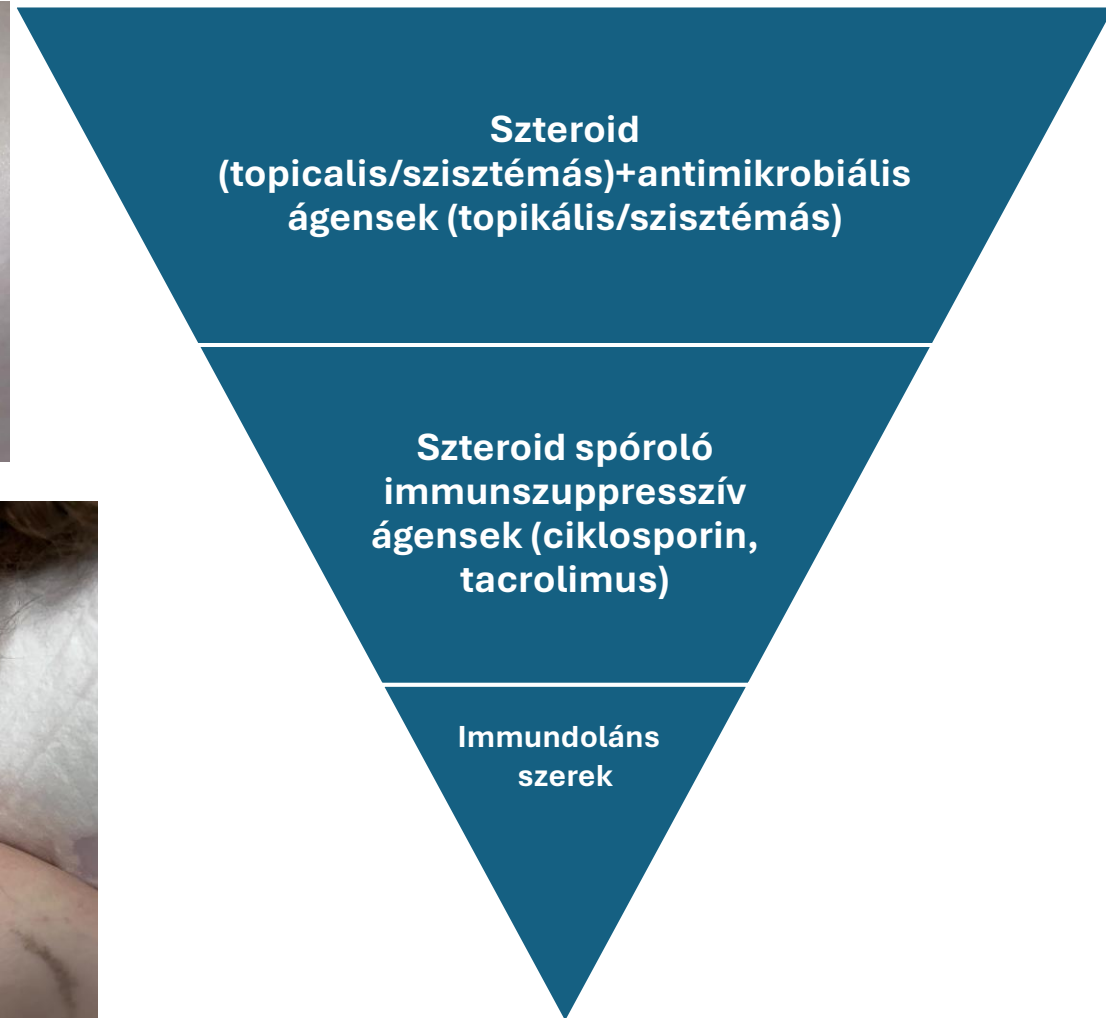 Szteroid
(topicalis/szisztémás)+antimikrobiális
ágensek (topikális/szisztémás)
Szteroid spóroló
immunszuppresszív
ágensek (ciklosporin,
tacrolimus)
Immundoláns
szerek